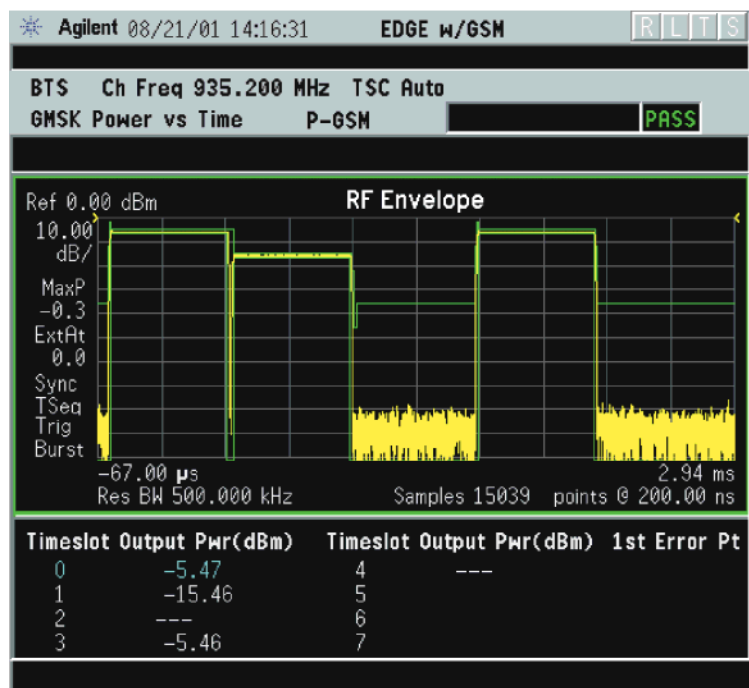 Agilent 08/21/01 14:16:31 EDGE w/GSM R L T S
BTS Ch Freq 935.200 MHz TSC Auto
GMSK Power vs Time P-GSM PASS
Ref 0.00 dBm RF Envelope
10.00
dB/
MaxP
-0.3
ExtAt
0.0
Sync
TSeq
Trig
Burst
-67.00 µs 2.94 ms
Res BW 500.000 kHz Samples 15039 points @ 200.00 ns
Timeslot Output Pwr(dBm) Timeslot Output Pwr(dBm) 1st Error Pt
0 -5.47 4 ---
1 -15.46 5
2 --- 6
3 -5.46 7